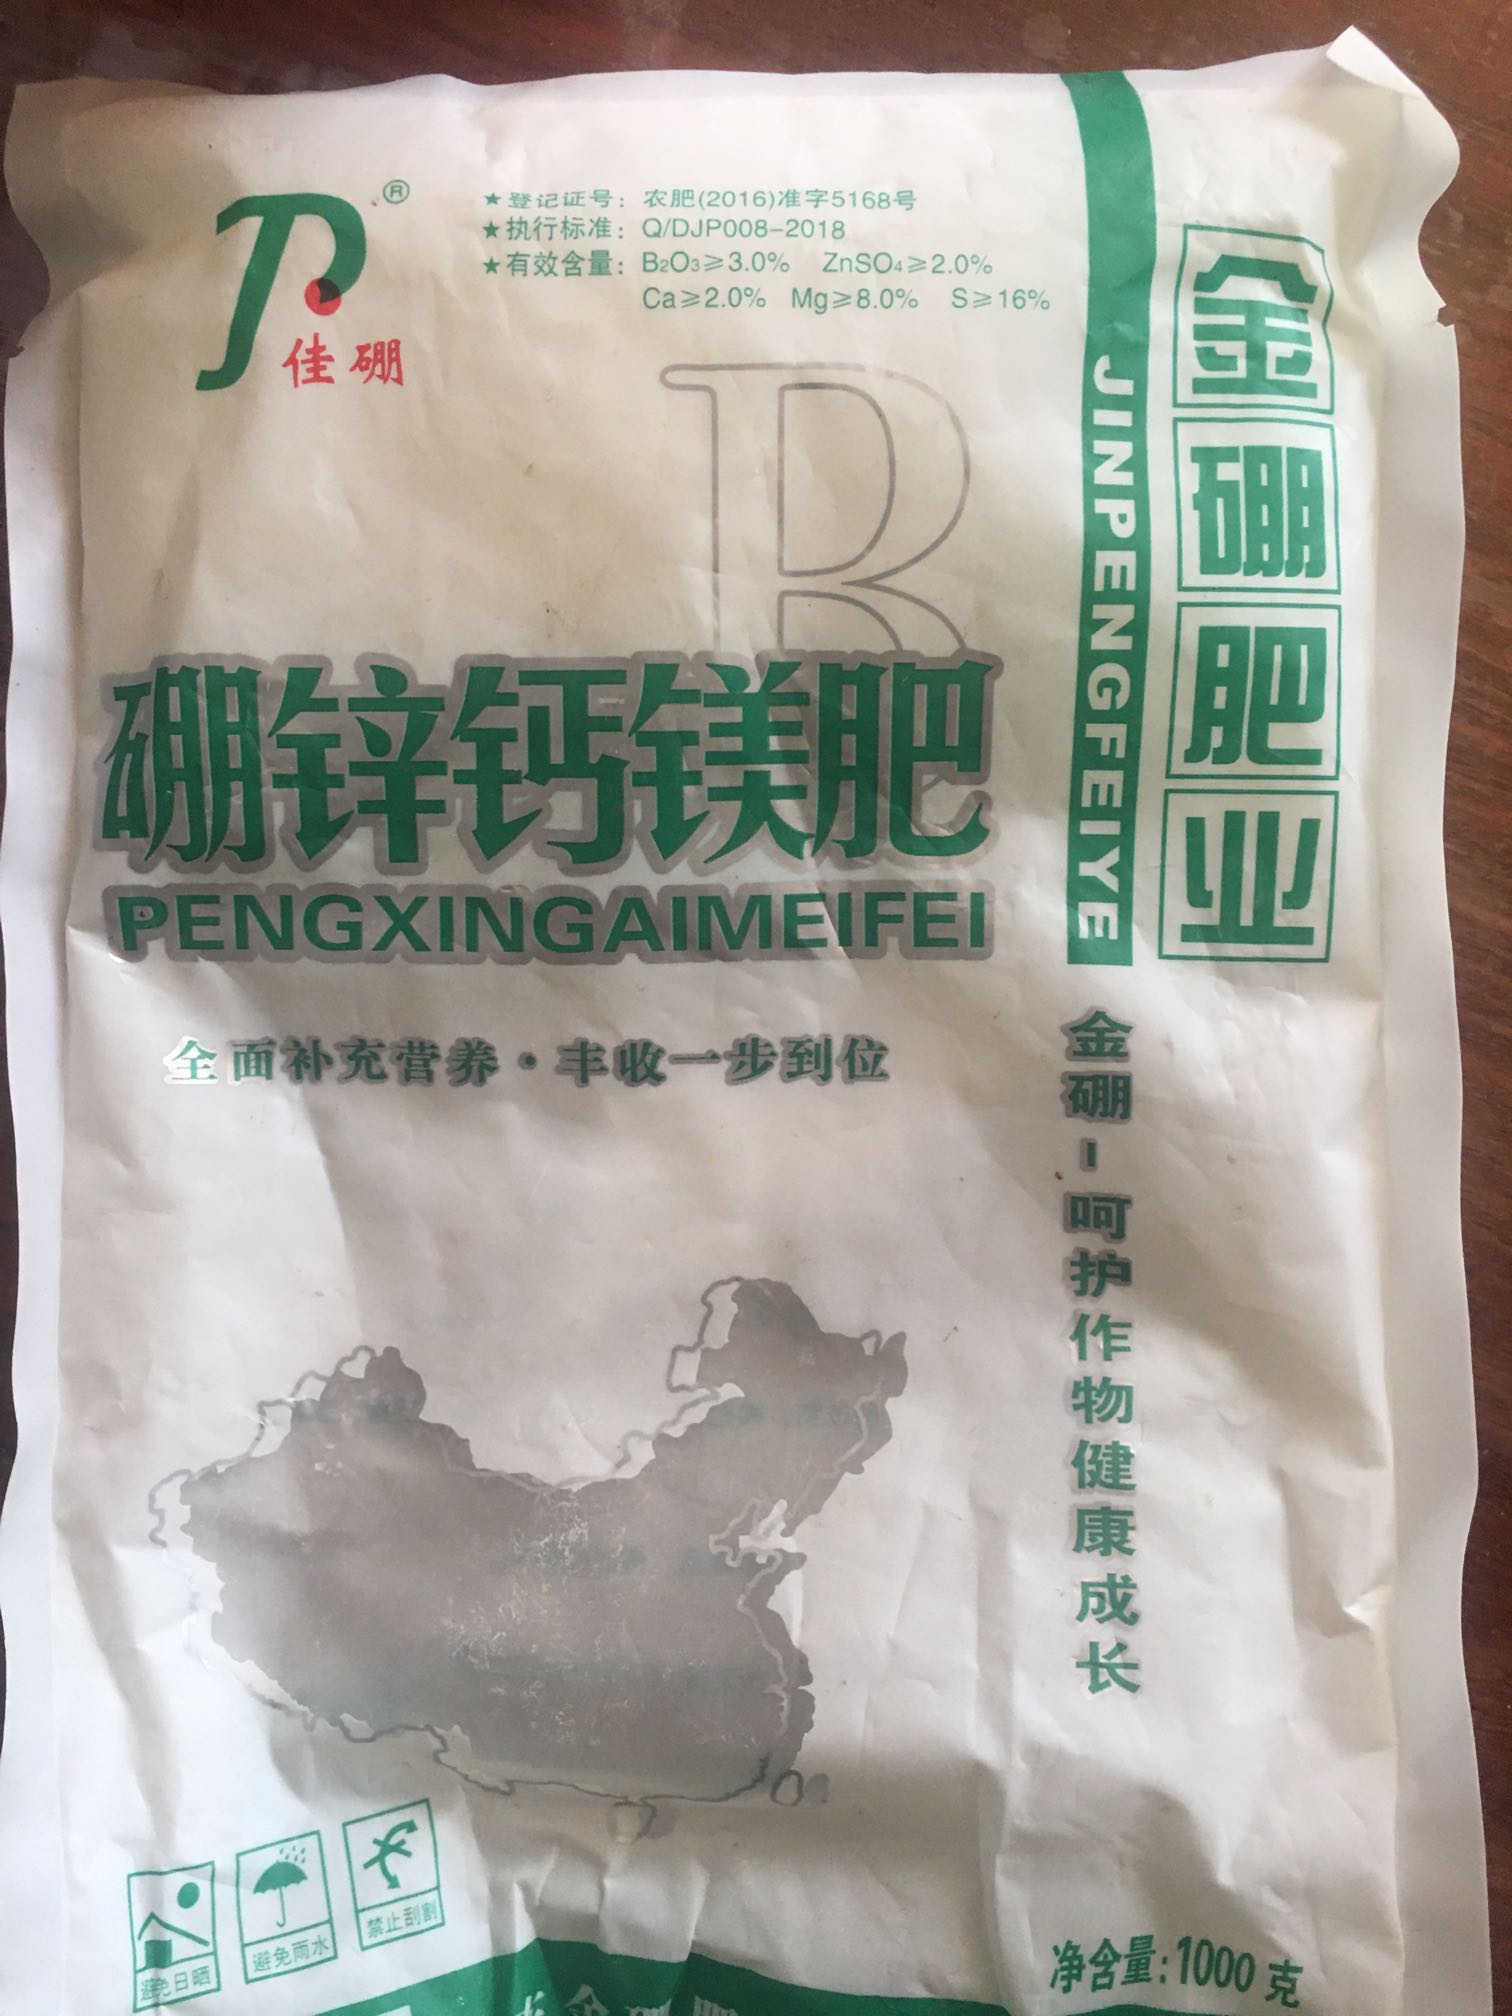 ®
佳硼
★登记证号：农肥(2016)准字5168号
★执行标准：Q/DJP008-2018
★有效含量：B₂O₃≥3.0% ZnSO₄≥2.0%
Ca≥2.0% Mg≥8.0% S≥16%
B
金硼肥业
JINPENGFEIYE
硼锌钙镁肥
PENGXINGAIMEIFEI
全面补充营养·丰收一步到位
金硼-呵护作物健康成长
避免日晒
避免雨水
禁止刮割
净含量:1000克